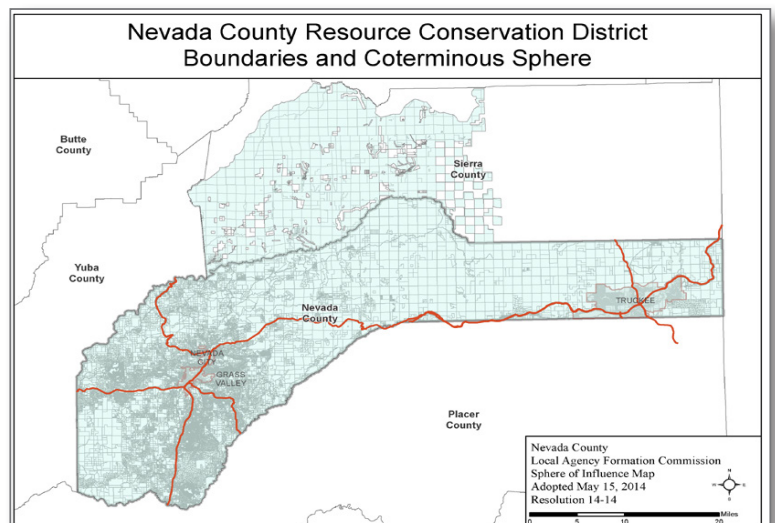 Nevada County Resource Conservation District
Boundaries and Coterminous Sphere
Butte
County
Sierra
County
Yuba
County
Nevada
County
TRUCKEE
NEVADA
CITY
GRASS
VALLEY
Placer
County
Nevada County
Local Agency Formation Commission
Sphere of Influence Map
Adopted May 15, 2014
Resolution 14-14
N
Miles
0 5 10 20